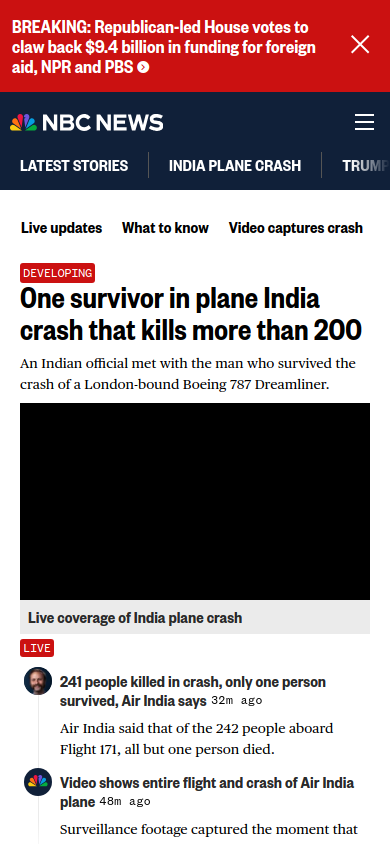 BREAKING: Republican-led House votes to
claw back $9.4 billion in funding for foreign
aid, NPR and PBS
NBC NEWS
LATEST STORIES
INDIA PLANE CRASH
TRUMP
Live updates
What to know
Video captures crash
DEVELOPING
One survivor in plane India
crash that kills more than 200
An Indian official met with the man who survived the
crash of a London-bound Boeing 787 Dreamliner.
Live coverage of India plane crash
LIVE
241 people killed in crash, only one person
survived, Air India says 32m ago
Air India said that of the 242 people aboard
Flight 171, all but one person died.
Video shows entire flight and crash of Air India
plane 48m ago
Surveillance footage captured the moment that